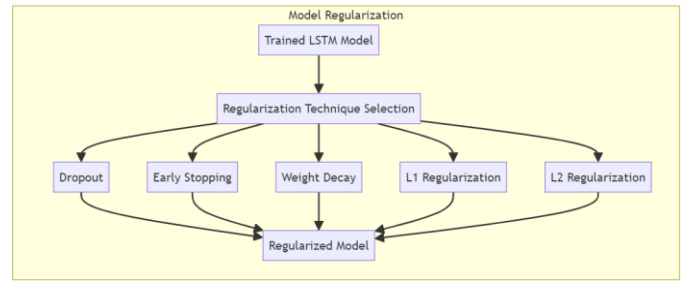 Model Regularization
Trained LSTM Model
Regularization Technique Selection
Dropout
Early Stopping
Weight Decay
L1 Regularization
L2 Regularization
Regularized Model